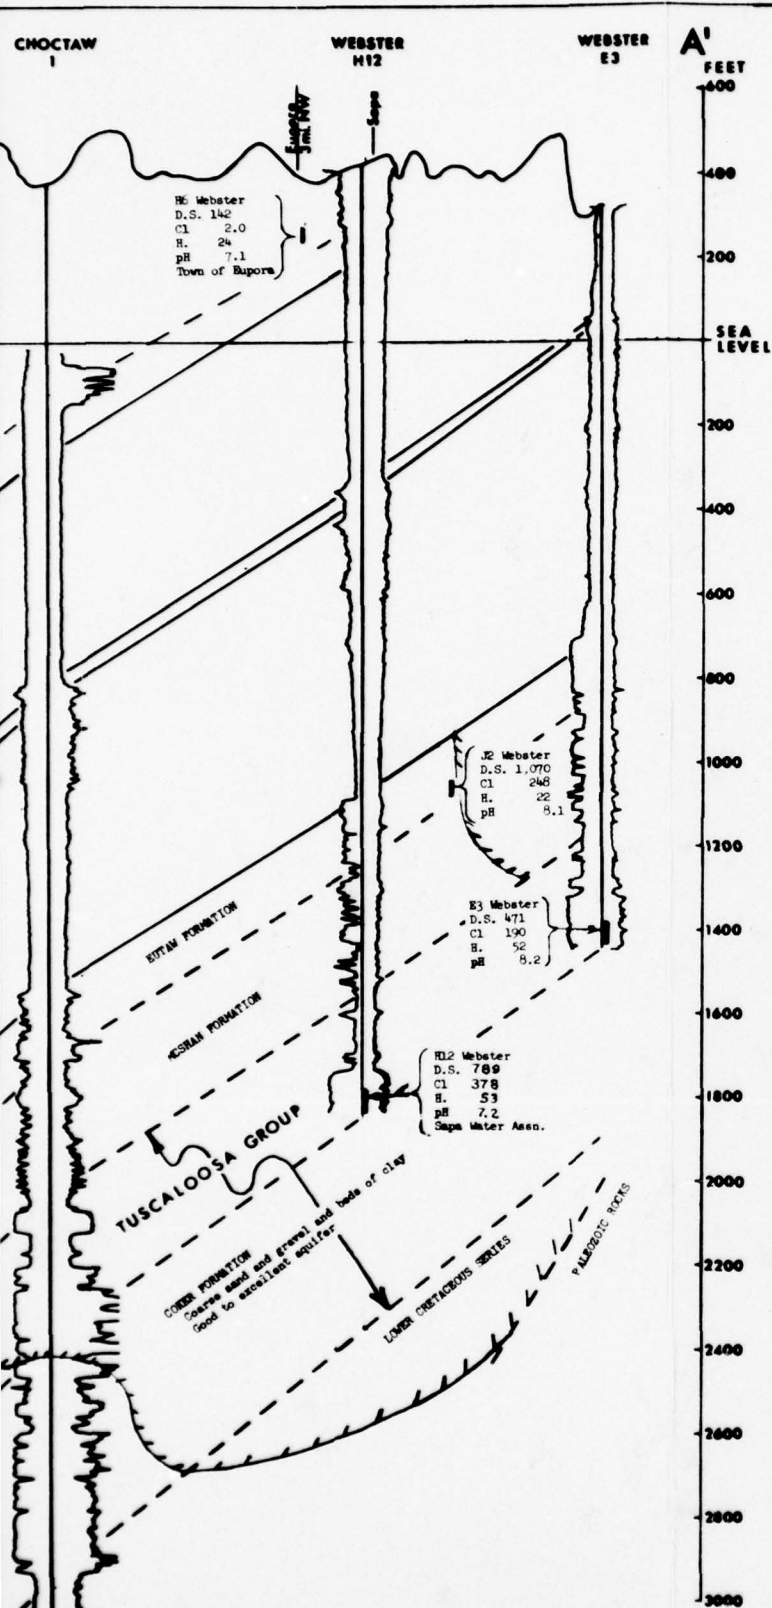 CHOCTAW
1
WEBSTER
H12
WEBSTER
E3
A'
FEET
600
400
200
SEA
LEVEL
200
400
600
800
1000
1200
1400
1600
1800
2000
2200
2400
2600
2800
3000
Eupora
3 mi. NW
Sapa
H6 Webster
D.S. 142
Cl 2.0
H. 24
pH 7.1
Town of Eupora
J2 Webster
D.S. 1,070
Cl 248
H. 22
pH 8.1
E3 Webster
D.S. 471
Cl 190
H. 52
pH 8.2
H12 Webster
D.S. 789
Cl 378
H. 53
pH 7.2
Sapa Water Assn.
EUTAW FORMATION
McSHAN FORMATION
TUSCALOOSA GROUP
COKER FORMATION
Coarse sand and gravel and beds of clay
Good to excellent aquifer
LOWER CRETACEOUS SERIES
PALEOZOIC ROCKS